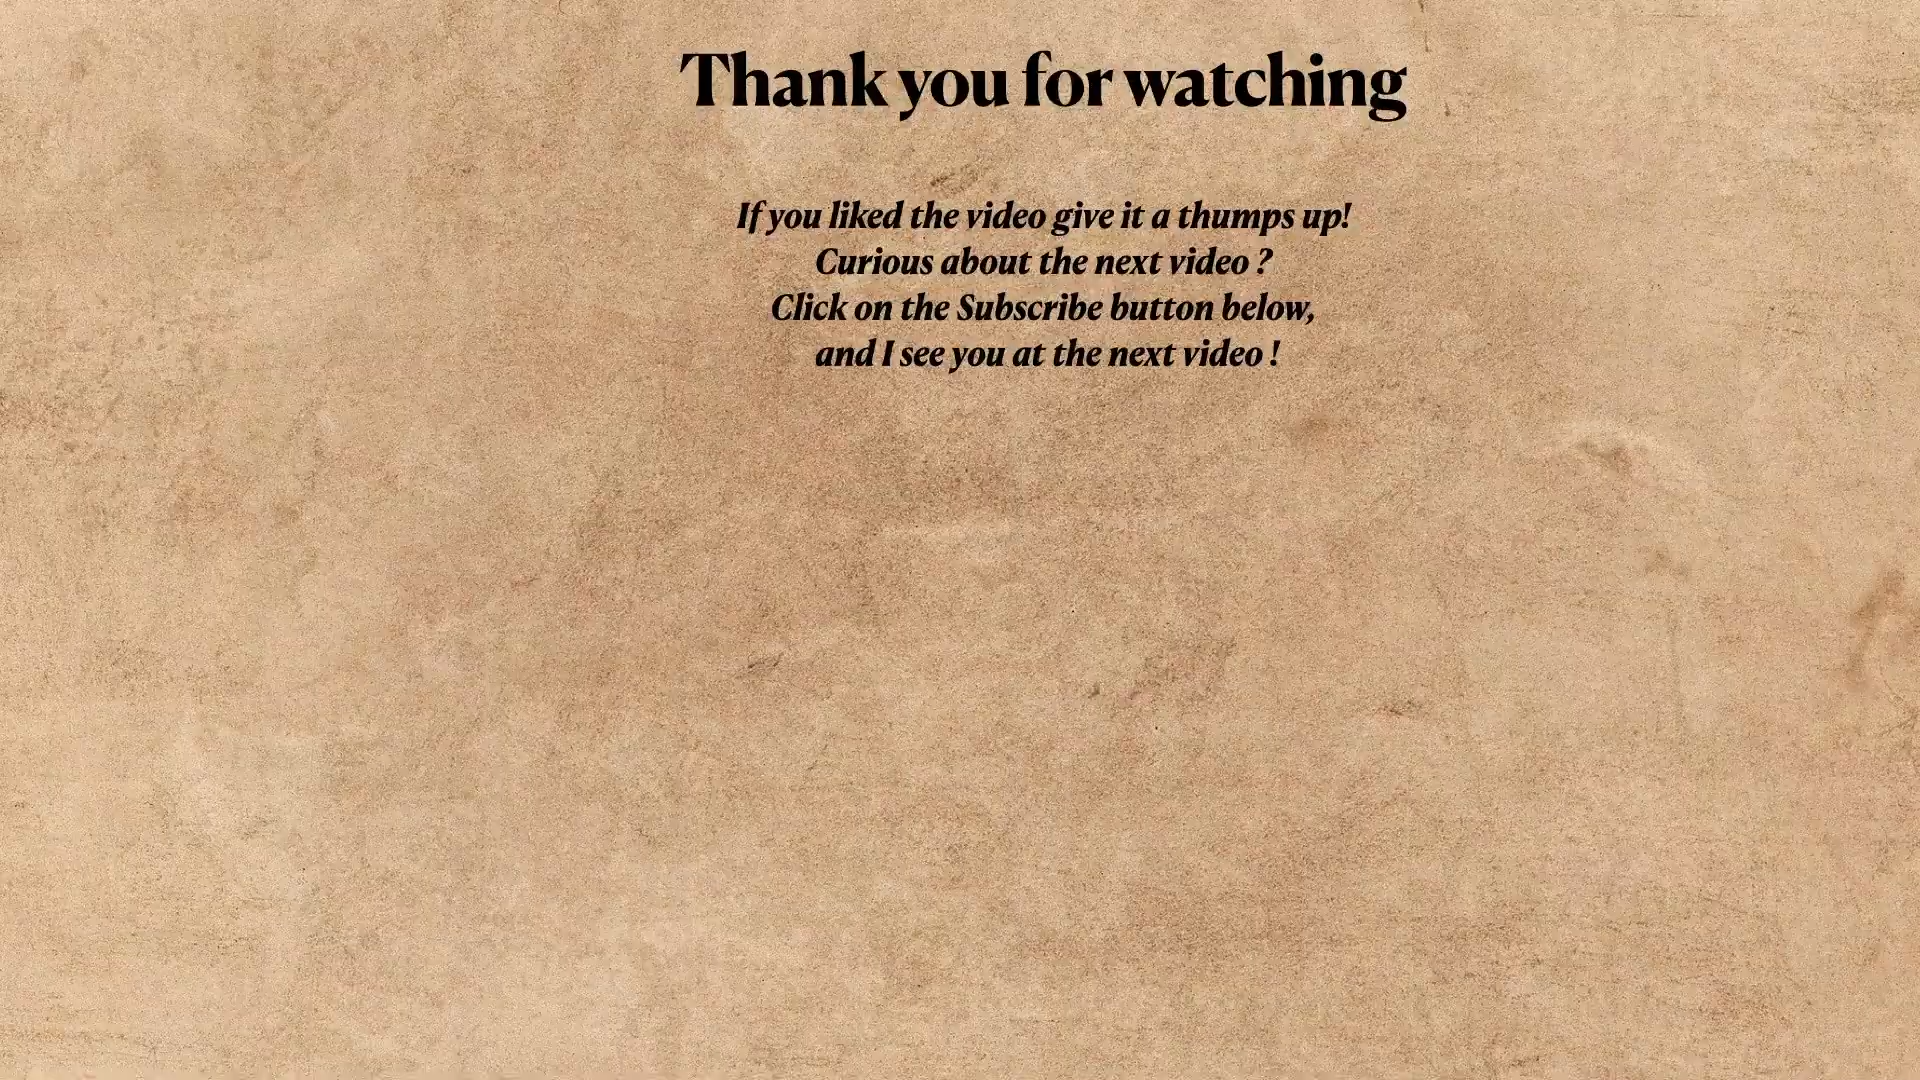 Thank you for watching
If you liked the video give it a thumps up!
Curious about the next video ?
Click on the Subscribe button below,
and I see you at the next video !